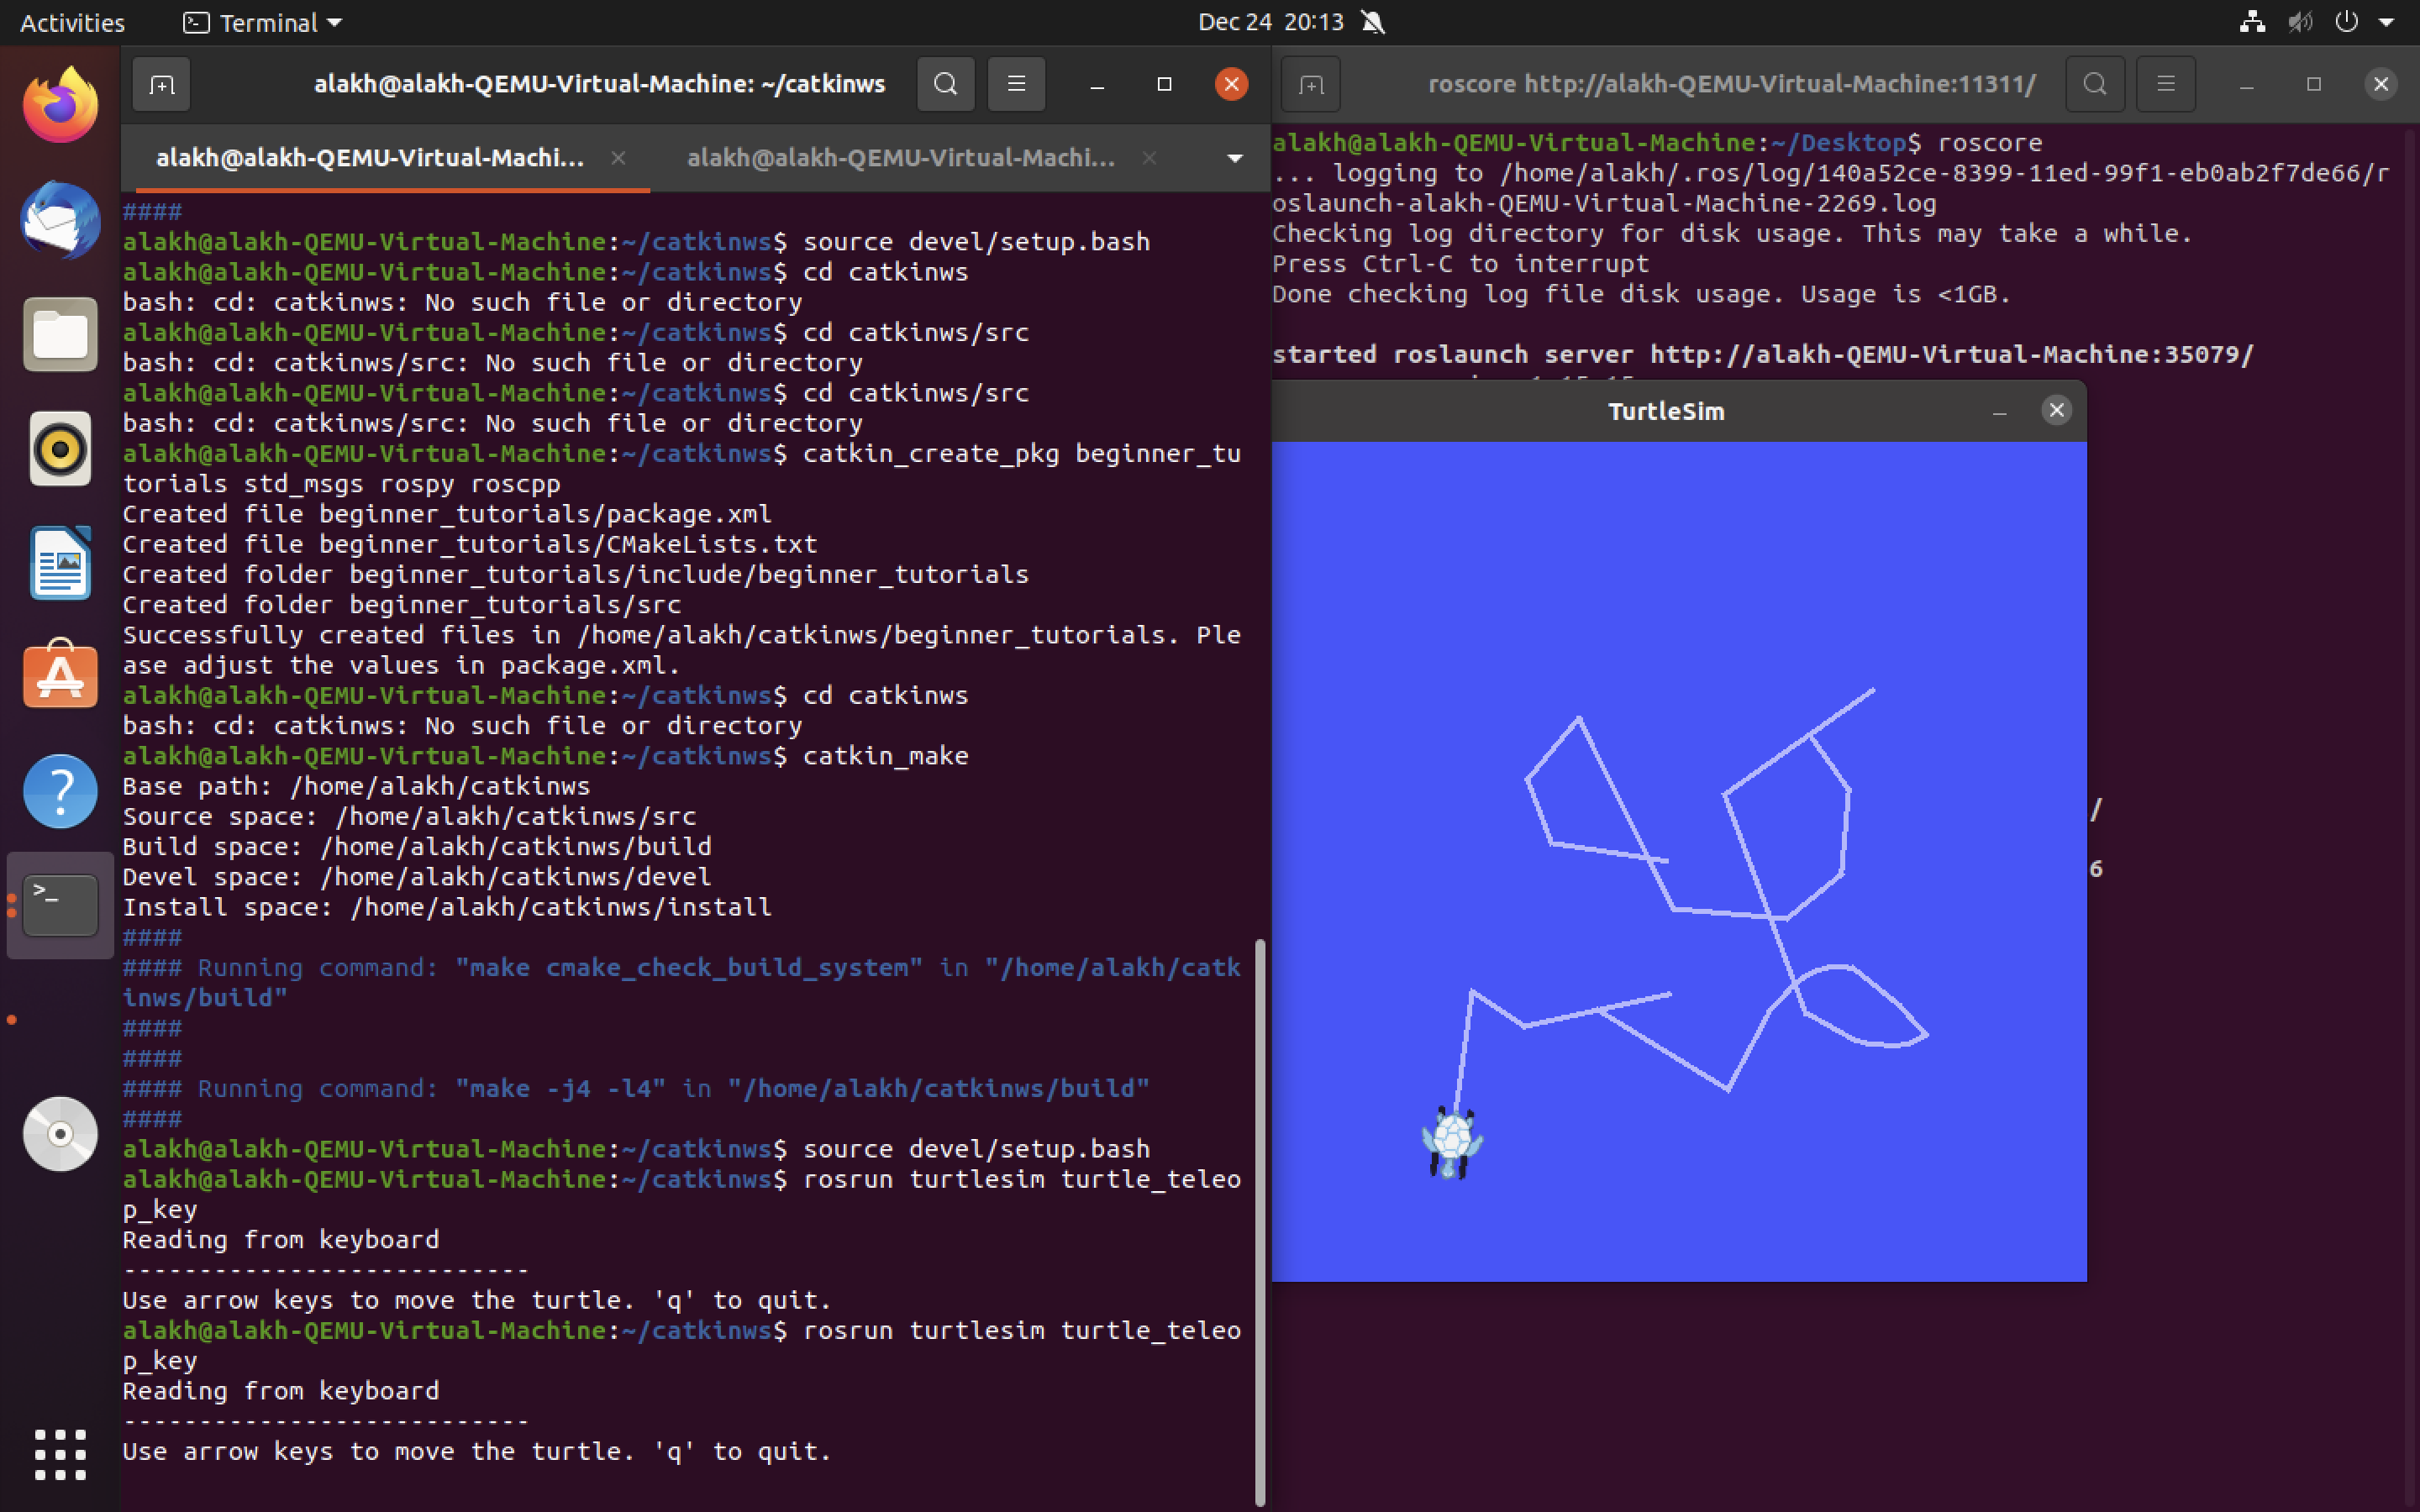 Activities
Terminal
Dec 24 20:13
alakh@alakh-QEMU-Virtual-Machine: ~/catkinws
alakh@alakh-QEMU-Virtual-Machi...
alakh@alakh-QEMU-Virtual-Machi...
####
alakh@alakh-QEMU-Virtual-Machine:~/catkinws$ source devel/setup.bash
alakh@alakh-QEMU-Virtual-Machine:~/catkinws$ cd catkinws
bash: cd: catkinws: No such file or directory
alakh@alakh-QEMU-Virtual-Machine:~/catkinws$ cd catkinws/src
bash: cd: catkinws/src: No such file or directory
alakh@alakh-QEMU-Virtual-Machine:~/catkinws$ cd catkinws/src
bash: cd: catkinws/src: No such file or directory
alakh@alakh-QEMU-Virtual-Machine:~/catkinws$ catkin_create_pkg beginner_tu
torials std_msgs rospy roscpp
Created file beginner_tutorials/package.xml
Created file beginner_tutorials/CMakeLists.txt
Created folder beginner_tutorials/include/beginner_tutorials
Created folder beginner_tutorials/src
Successfully created files in /home/alakh/catkinws/beginner_tutorials. Ple
ase adjust the values in package.xml.
alakh@alakh-QEMU-Virtual-Machine:~/catkinws$ cd catkinws
bash: cd: catkinws: No such file or directory
alakh@alakh-QEMU-Virtual-Machine:~/catkinws$ catkin_make
Base path: /home/alakh/catkinws
Source space: /home/alakh/catkinws/src
Build space: /home/alakh/catkinws/build
Devel space: /home/alakh/catkinws/devel
Install space: /home/alakh/catkinws/install
####
#### Running command: "make cmake_check_build_system" in "/home/alakh/catk
inws/build"
####
####
#### Running command: "make -j4 -l4" in "/home/alakh/catkinws/build"
####
alakh@alakh-QEMU-Virtual-Machine:~/catkinws$ source devel/setup.bash
alakh@alakh-QEMU-Virtual-Machine:~/catkinws$ rosrun turtlesim turtle_teleo
p_key
Reading from keyboard
---------------------------
Use arrow keys to move the turtle. 'q' to quit.
alakh@alakh-QEMU-Virtual-Machine:~/catkinws$ rosrun turtlesim turtle_teleo
p_key
Reading from keyboard
---------------------------
Use arrow keys to move the turtle. 'q' to quit.
roscore http://alakh-QEMU-Virtual-Machine:11311/
alakh@alakh-QEMU-Virtual-Machine:~/Desktop$ roscore
... logging to /home/alakh/.ros/log/140a52ce-8399-11ed-99f1-eb0ab2f7de66/r
oslaunch-alakh-QEMU-Virtual-Machine-2269.log
Checking log directory for disk usage. This may take a while.
Press Ctrl-C to interrupt
Done checking log file disk usage. Usage is <1GB.
started roslaunch server http://alakh-QEMU-Virtual-Machine:35079/
TurtleSim
/
6